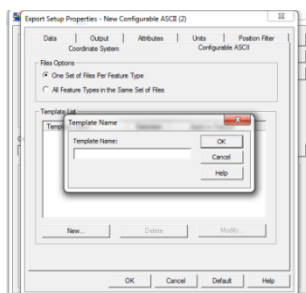 Export Setup Properties - New Configurable ASCII (2)
Data Output Attributes Units Position Filter
Coordinate System Configurable ASCII
Files Options
One Set of Files Per Feature Type
All Feature Types in the Same Set of Files
Template List
Template Name
Template Name:
OK
Cancel
Help
New... Delete Modify...
OK Cancel Default Help